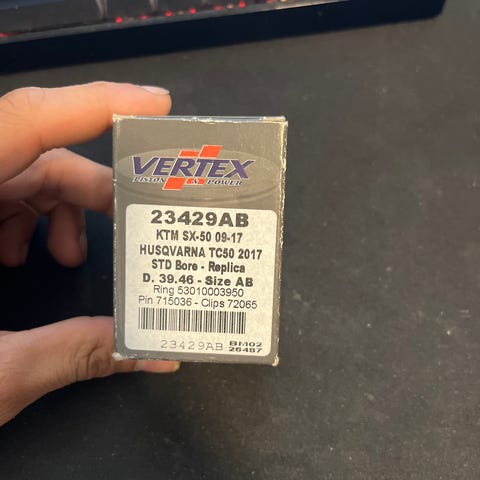 VERTEX
PISTON & POWER
23429AB
KTM SX-50 09-17
HUSQVARNA TC50 2017
STD Bore - Replica
D. 39.46 - Size AB
Ring 53010003950
Pin 715036 - Clips 72065
23429AB BM02
26487